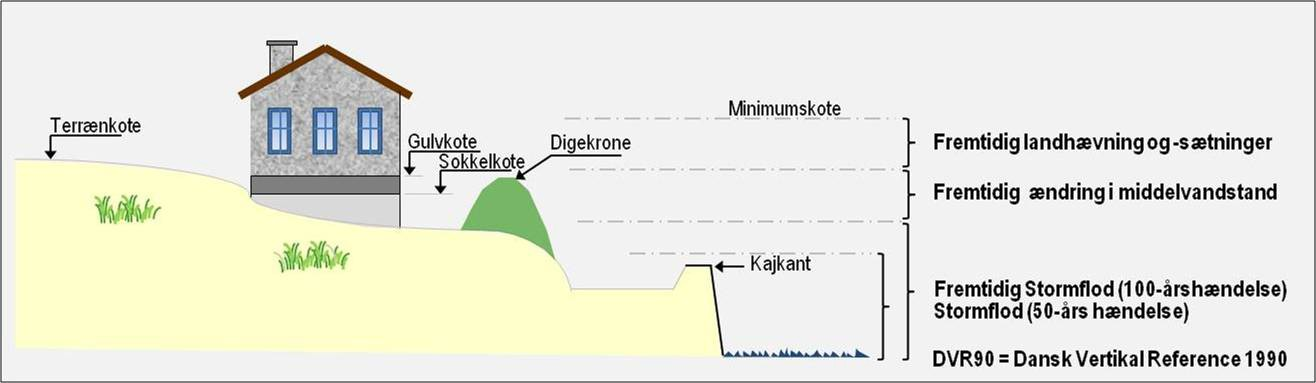 Minimumskote
Terrænkote
Gulvkote
Digekrone
Fremtidig landhævning og -sætninger
Sokkelkote
Fremtidig ændring i middelvandstand
Kajkant
Fremtidig Stormflod (100-årshændelse)
Stormflod (50-års hændelse)
DVR90 = Dansk Vertikal Reference 1990